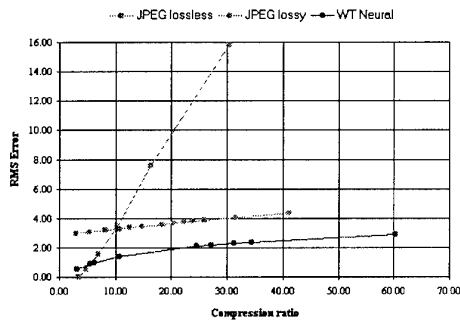 JPEG lossless JPEG lossy WT Neural
16.00
14.00
12.00
10.00
8.00
6.00
4.00
2.00
0.00
RMS Error
0.00 10.00 20.00 30.00 40.00 50.00 60.00 70.00
Compression ratio